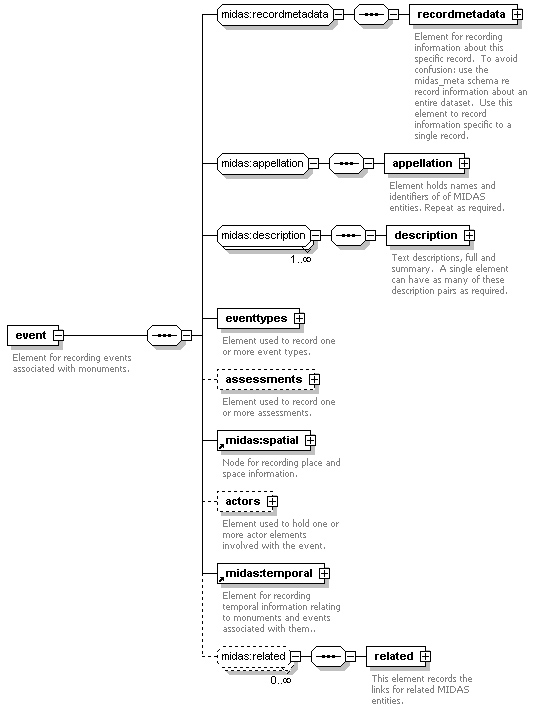 midas:recordmetadata
recordmetadata
Element for recording
information about this
specific record. To avoid
confusion: use the
midas_meta schema re
record information about an
entire dataset. Use this
element to record
information specific to a
single record.
midas:appellation
appellation
Element holds names and
identifiers of of MIDAS
entities. Repeat as required.
midas:description
description
1..∞
Text descriptions, full and
summary. A single element
can have as many of these
description pairs as required.
event
Element for recording events
associated with monuments.
eventtypes
Element used to record one
or more event types.
assessments
Element used to record one
or more assessments.
midas:spatial
Node for recording place and
space information.
actors
Element used to hold one or
more actor elements
involved with the event.
midas:temporal
Element for recording
temporal information relating
to monuments and events
associated with them..
midas:related
related
0..∞
This element records the
links for related MIDAS
entities.